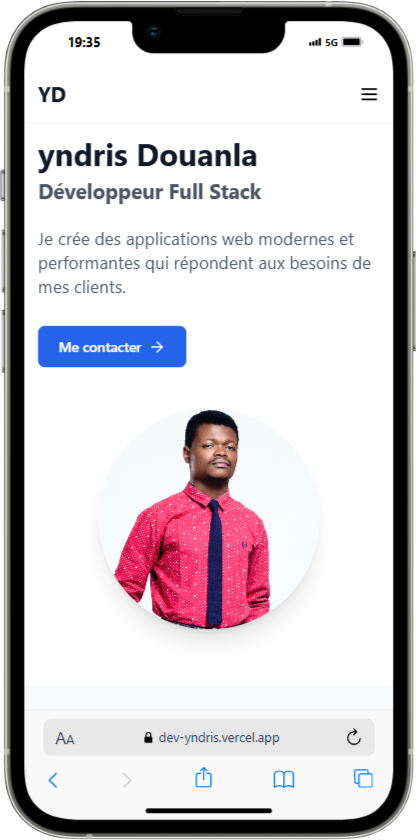 19:35
5G
YD
yndris Douanla
Développeur Full Stack
Je crée des applications web modernes et
performantes qui répondent aux besoins de
mes clients.
Me contacter →
AA
dev-yndris.vercel.app